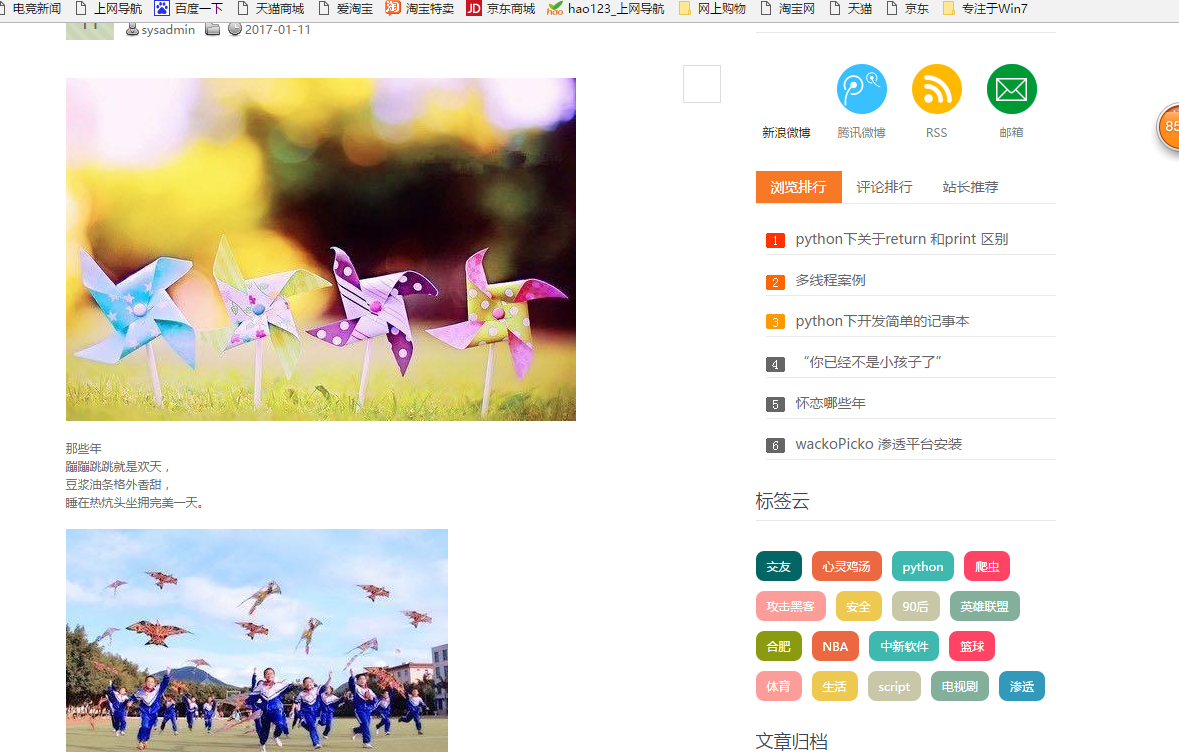 电竞新闻 上网导航 百度一下 天猫商城 爱淘宝 淘 淘宝特卖 JD 京东商城 hao hao123_上网导航 网上购物 淘宝网 天猫 京东 专注于Win7
sysadmin 2017-01-11
那些年
蹦蹦跳跳就是欢天，
豆浆油条格外香甜，
睡在热炕头坐拥完美一天。
新浪微博 腾讯微博 RSS 邮箱
85
浏览排行 评论排行 站长推荐
1 python下关于return 和print 区别
2 多线程案例
3 python下开发简单的记事本
4 “你已经不是小孩子了”
5 怀恋哪些年
6 wackoPicko 渗透平台安装
标签云
交友 心灵鸡汤 python 爬虫
攻击黑客 安全 90后 英雄联盟
合肥 NBA 中新软件 篮球
体育 生活 script 电视剧 渗透
文章归档